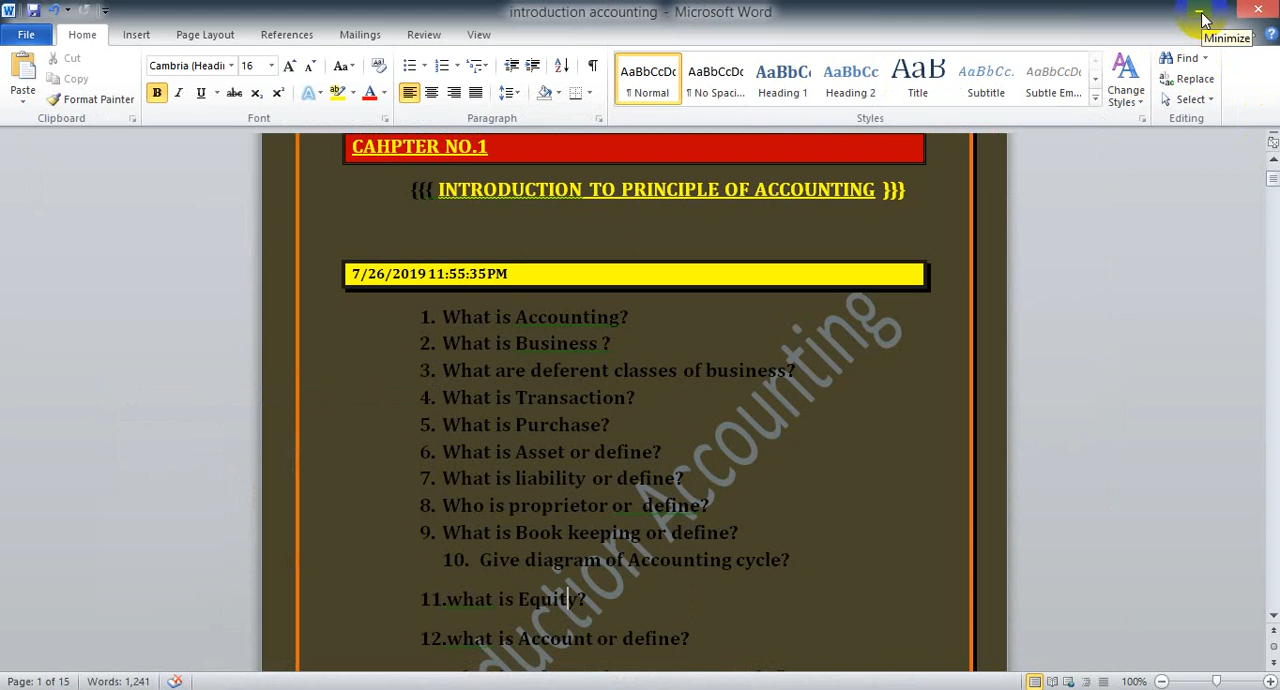 introduction accounting - Microsoft Word
Minimize
File Home Insert Page Layout References Mailings Review View
Cut
Copy
Format Painter
Paste
Clipboard
Cambria (Headi 16
Font
Paragraph
AaBbCcDc AaBbCcDc AaBbC AaBbCc AaB AaBbCc. AaBbCcDc
¶ Normal ¶ No Spaci... Heading 1 Heading 2 Title Subtitle Subtle Em...
Change
Styles
Styles
Find
Replace
Select
Editing
CAHPTER NO.1
{{{ INTRODUCTION TO PRINCIPLE OF ACCOUNTING }}}
7/26/2019 11:55:35 PM
1. What is Accounting?
2. What is Business ?
3. What are deferent classes of business?
4. What is Transaction?
5. What is Purchase?
6. What is Asset or define?
7. What is liability or define?
8. Who is proprietor or define?
9. What is Book keeping or define?
10. Give diagram of Accounting cycle?
11.what is Equity?
12.what is Account or define?
duction Accounting
Page: 1 of 15 Words: 1,241 100%